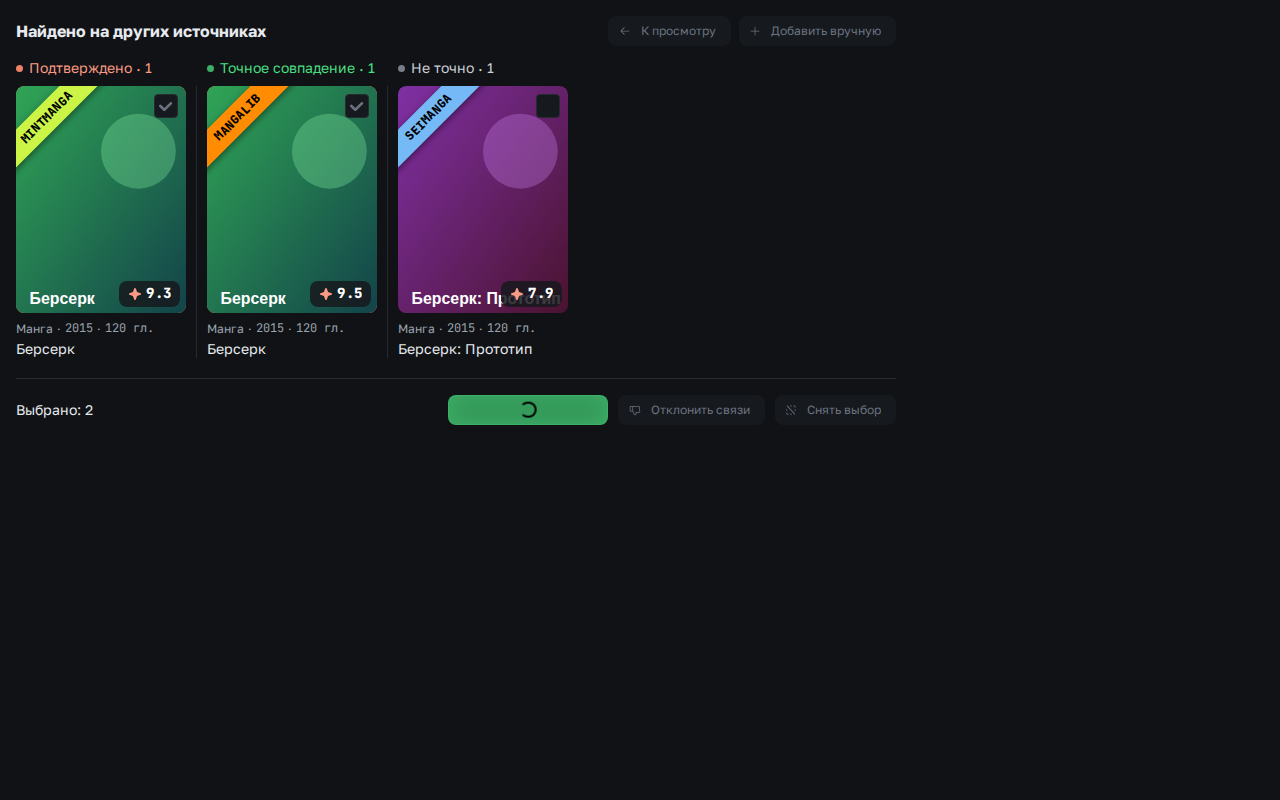 Найдено на других источниках
К просмотру
Добавить вручную
Подтверждено · 1
Точное совпадение · 1
Не точно · 1
MINTMANGA
Берсерк
9.3
Манга · 2015 · 120 гл.
Берсерк
MANGALIB
Берсерк
9.5
Манга · 2015 · 120 гл.
Берсерк
SEIMANGA
Берсерк: Прототип
7.9
Манга · 2015 · 120 гл.
Берсерк: Прототип
Выбрано: 2
Отклонить связи
Снять выбор